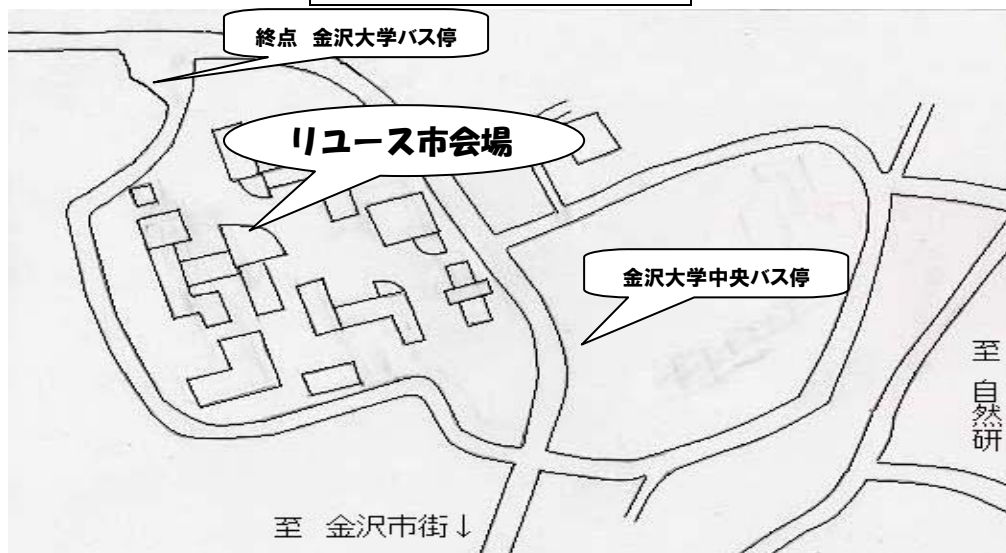 終点 金沢大学バス停
リユース市会場
金沢大学中央バス停
至 自然研
至 金沢市街↓